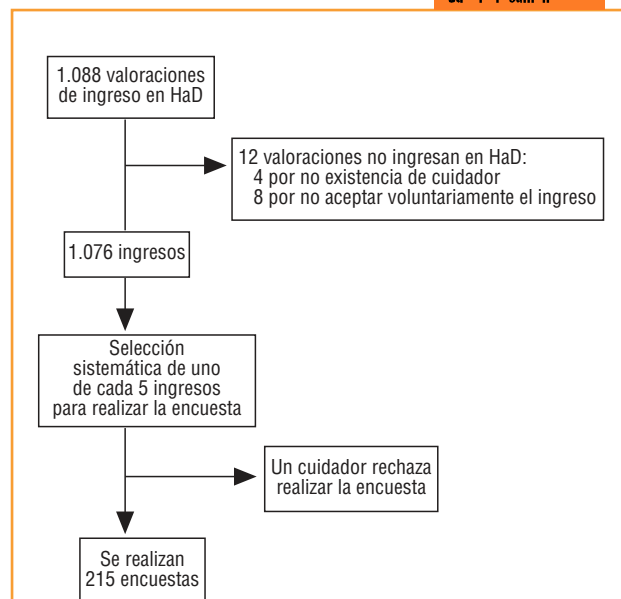 1.088 valoraciones
de ingreso en HaD
12 valoraciones no ingresan en HaD:
4 por no existencia de cuidador
8 por no aceptar voluntariamente el ingreso
1.076 ingresos
Selección
sistemática de uno
de cada 5 ingresos
para realizar la encuesta
Un cuidador rechaza
realizar la encuesta
Se realizan
215 encuestas